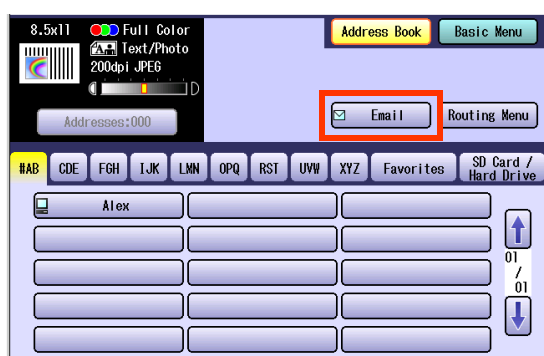 8.5x11 Full Color
Text/Photo
200dpi JPEG
Addresses:000
Address Book
Basic Menu
Email
Routing Menu
#AB CDE FGH IJK LMN OPQ RST UVW XYZ Favorites SD Card / Hard Drive
Alex
01
/
01